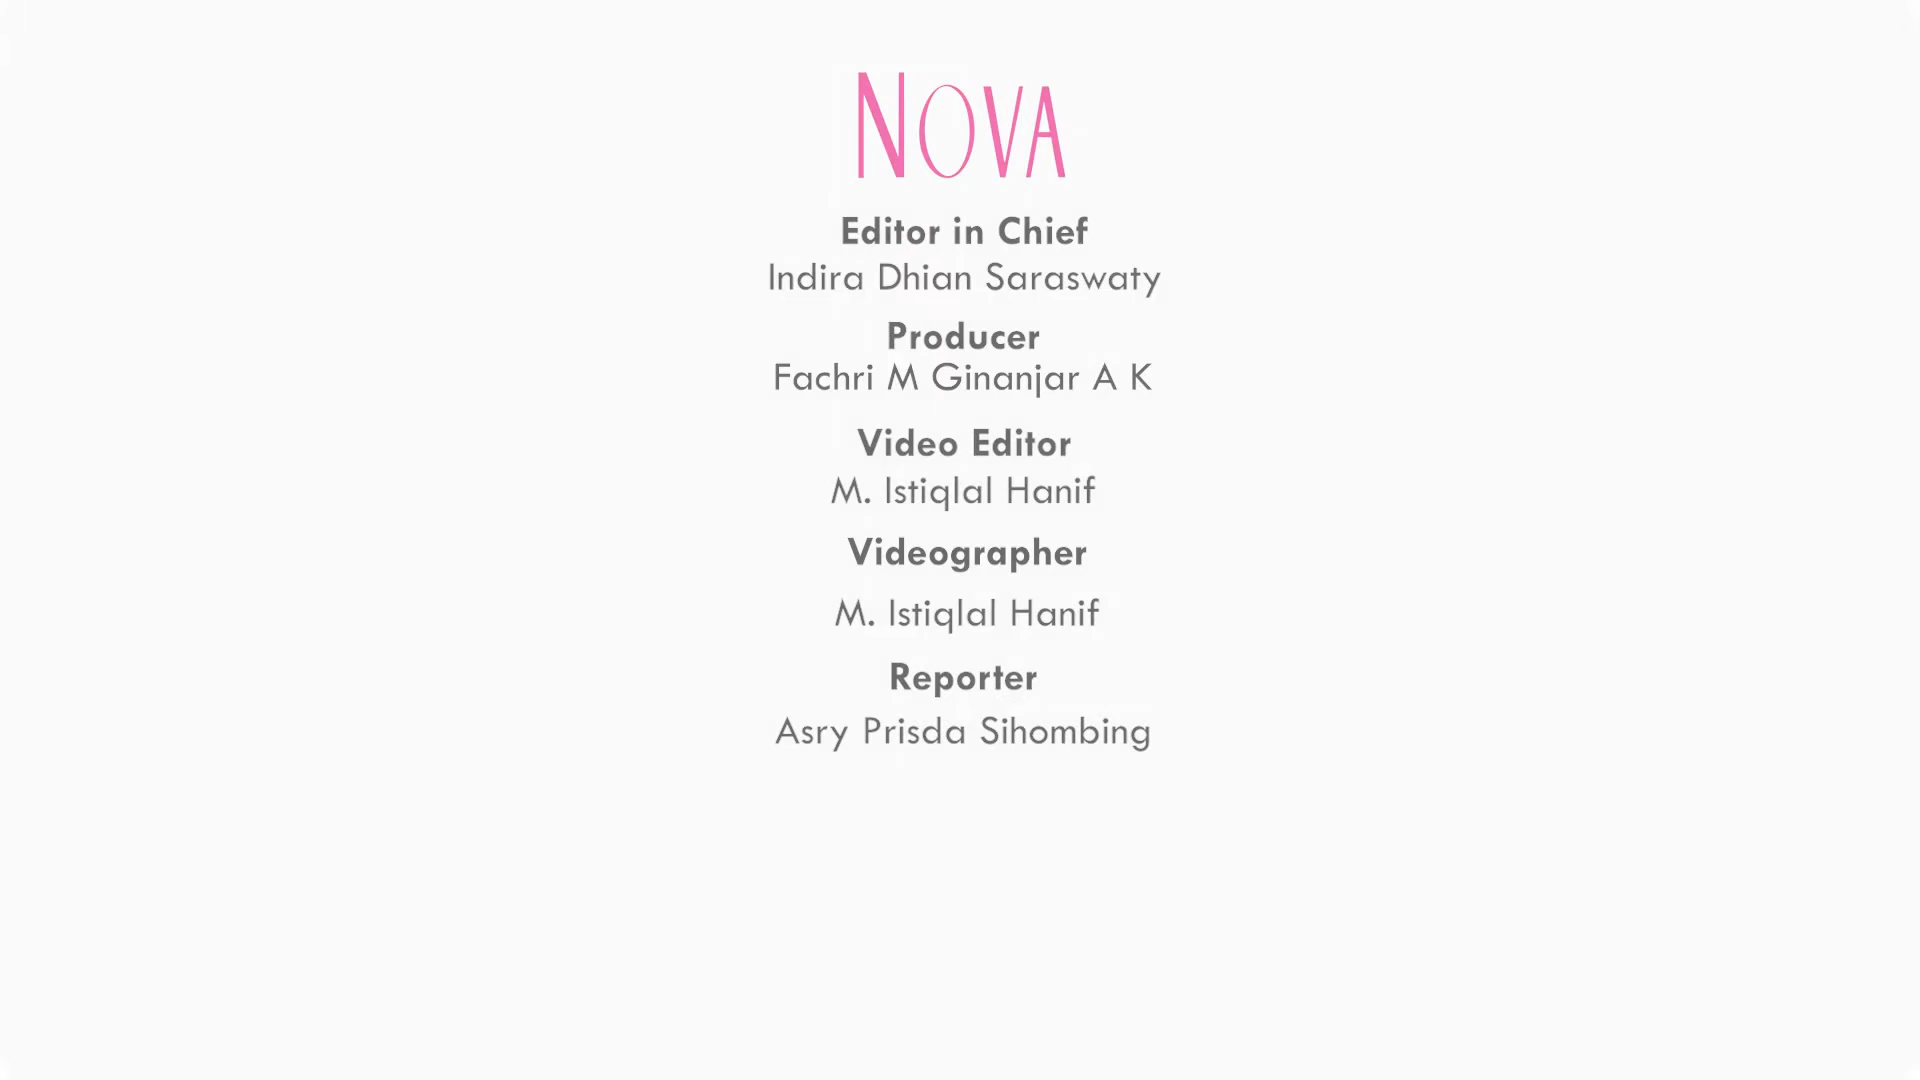 NOVA
Editor in Chief
Indira Dhian Saraswaty
Producer
Fachri M Ginanjar A K
Video Editor
M. Istiqlal Hanif
Videographer
M. Istiqlal Hanif
Reporter
Asry Prisda Sihombing